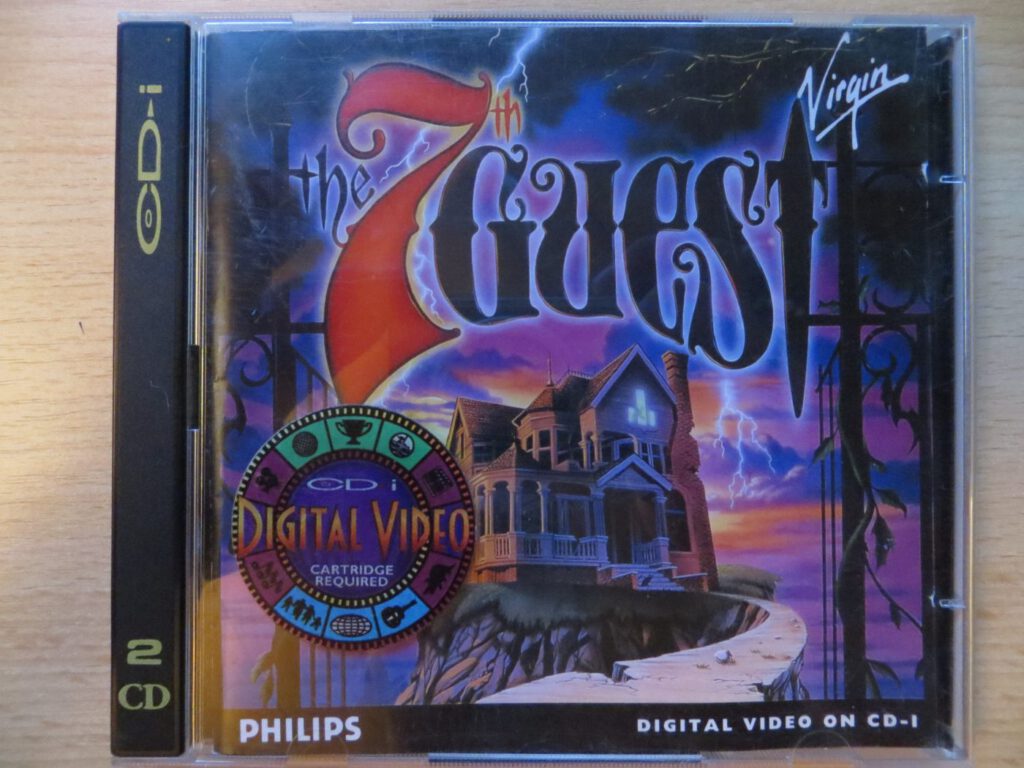 CD-i
2
CD
Virgin
the 7th Guest
CD i
DIGITAL VIDEO
CARTRIDGE
REQUIRED
PHILIPS
DIGITAL VIDEO ON CD-I